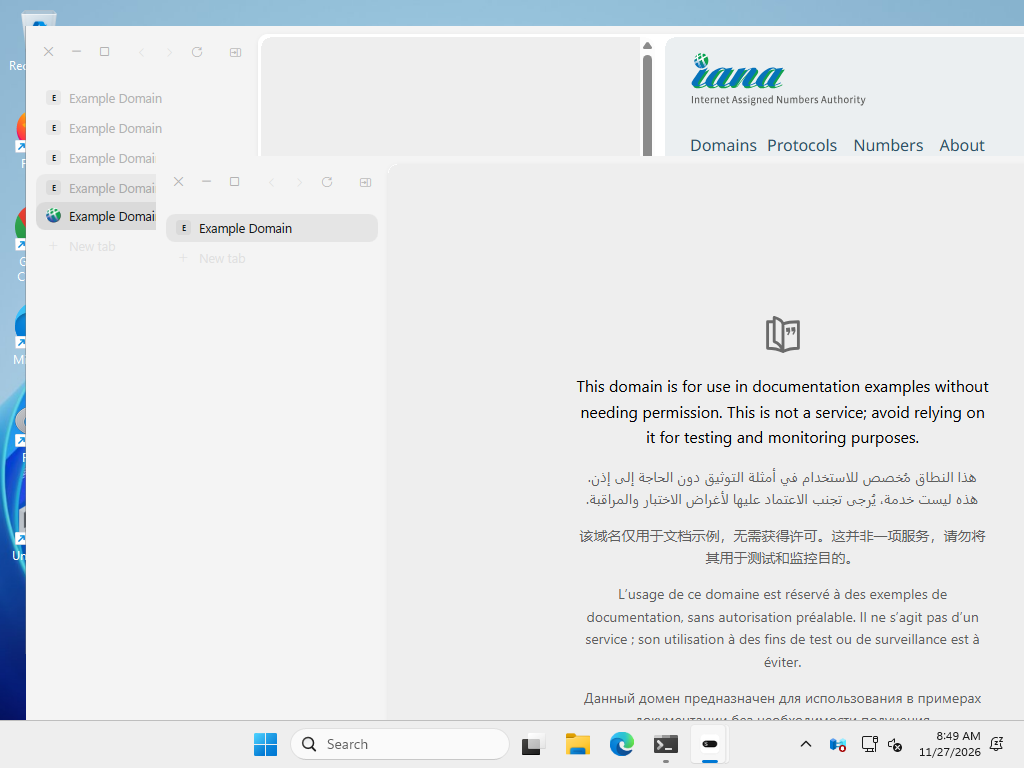 Rec
E Example Domain
E Example Domain
E Example Domai
E Example Domai
Example Domai
+ New tab
iana
Internet Assigned Numbers Authority
Domains Protocols Numbers About
E Example Domain
+ New tab
This domain is for use in documentation examples without
needing permission. This is not a service; avoid relying on
it for testing and monitoring purposes.
هذا النطاق مُخصص للاستخدام في أمثلة التوثيق دون الحاجة إلى إذن.
هذه ليست خدمة، يُرجى تجنب الاعتماد عليها لأغراض الاختبار والمراقبة.
该域名仅用于文档示例，无需获得许可。这并非一项服务，请勿将
其用于测试和监控目的。
L’usage de ce domaine est réservé à des exemples de
documentation, sans autorisation préalable. Il ne s’agit pas d’un
service ; son utilisation à des fins de test ou de surveillance est à
éviter.
Данный домен предназначен для использования в примерах
документации без необходимости получения
Search
8:49 AM
11/27/2026